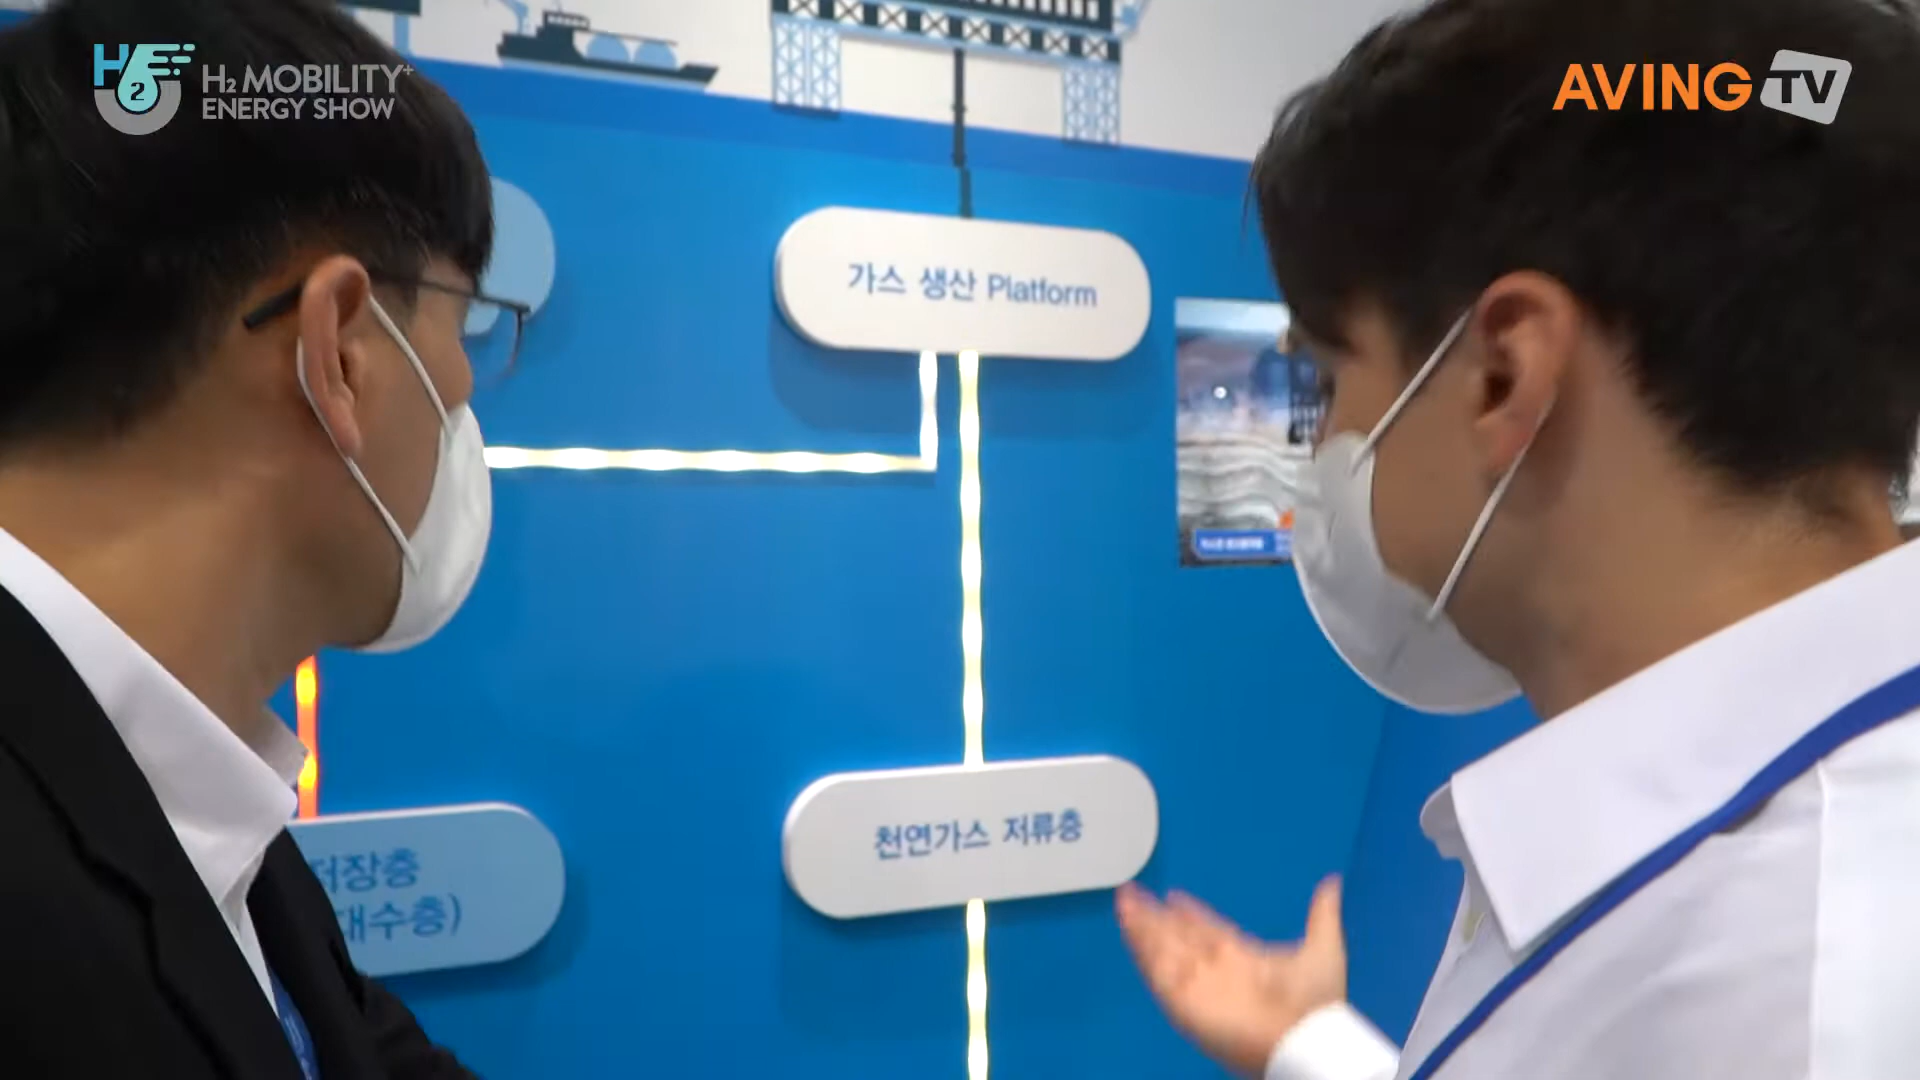 H2
H2 MOBILITY+
ENERGY SHOW
AVING TV
가스 생산 Platform
천연가스 저류층
저장층
대수층)